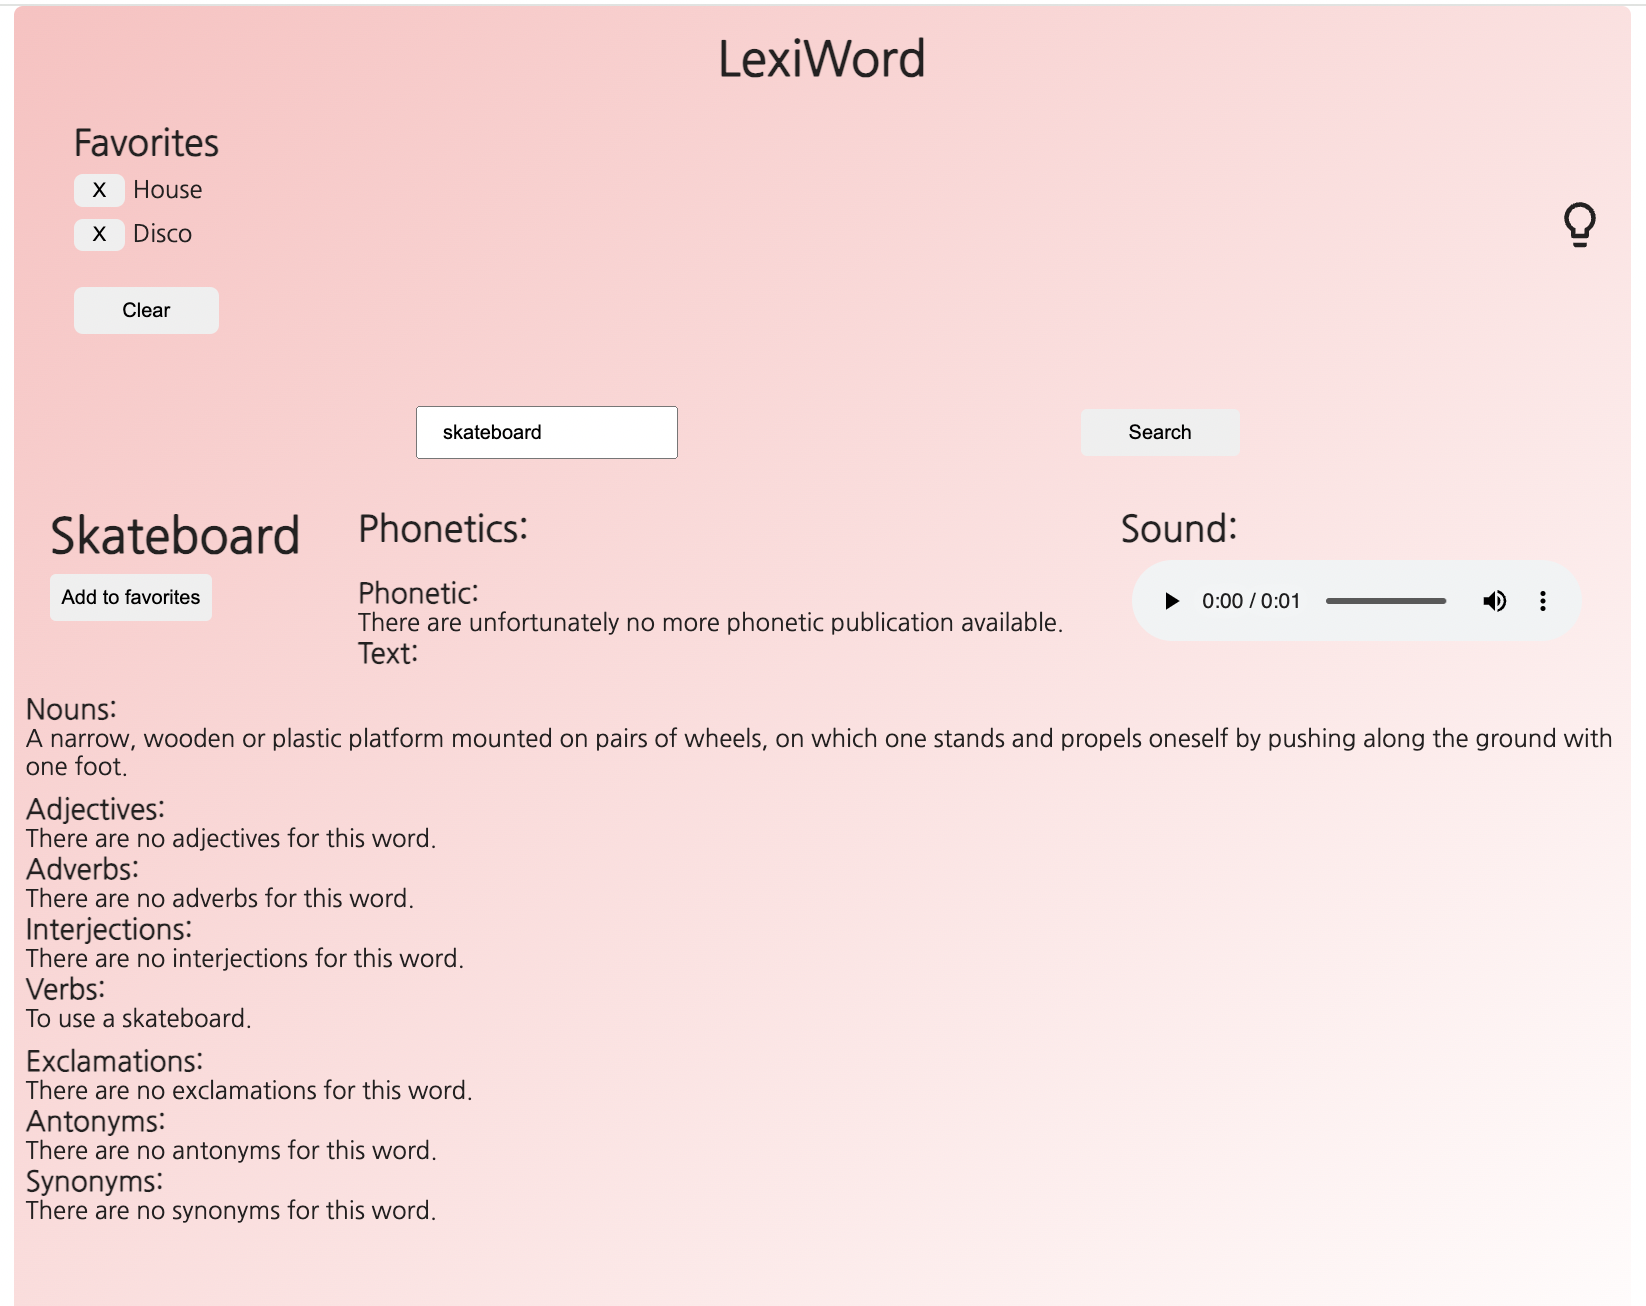 LexiWord
Favorites
X House
X Disco
Clear
skateboard
Search
Skateboard
Add to favorites
Phonetics:
Phonetic:
There are unfortunately no more phonetic publication available.
Text:
Sound:
0:00 / 0:01
Nouns:
A narrow, wooden or plastic platform mounted on pairs of wheels, on which one stands and propels oneself by pushing along the ground with
one foot.
Adjectives:
There are no adjectives for this word.
Adverbs:
There are no adverbs for this word.
Interjections:
There are no interjections for this word.
Verbs:
To use a skateboard.
Exclamations:
There are no exclamations for this word.
Antonyms:
There are no antonyms for this word.
Synonyms:
There are no synonyms for this word.